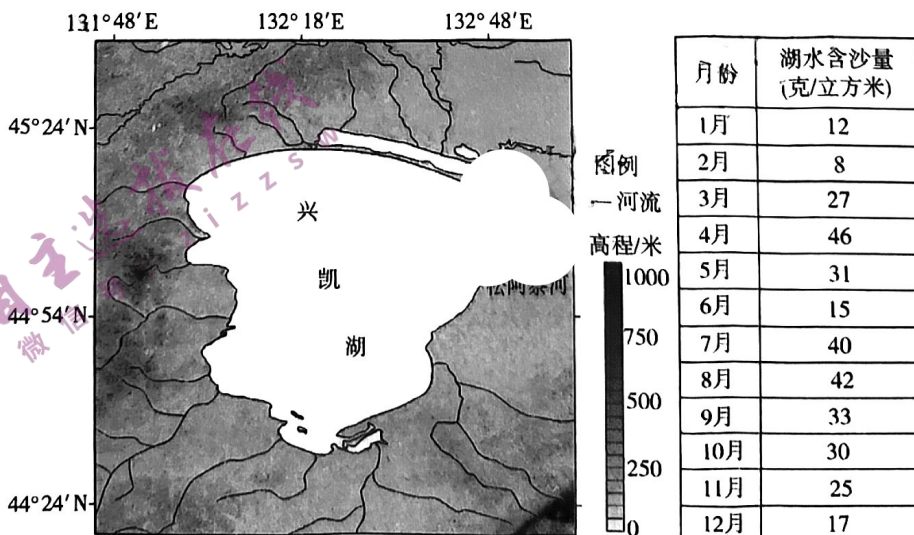 131°48′E 132°18′E 132°48′E
45°24′N
44°54′N
44°24′N
兴
凯
湖
松阿察河
图例
河流
高程/米
1000
750
500
250
0
月份 湖水含沙量(克/立方米)
1月 12
2月 8
3月 27
4月 46
5月 31
6月 15
7月 40
8月 42
9月 33
10月 30
11月 25
12月 17
微信
zizzsw